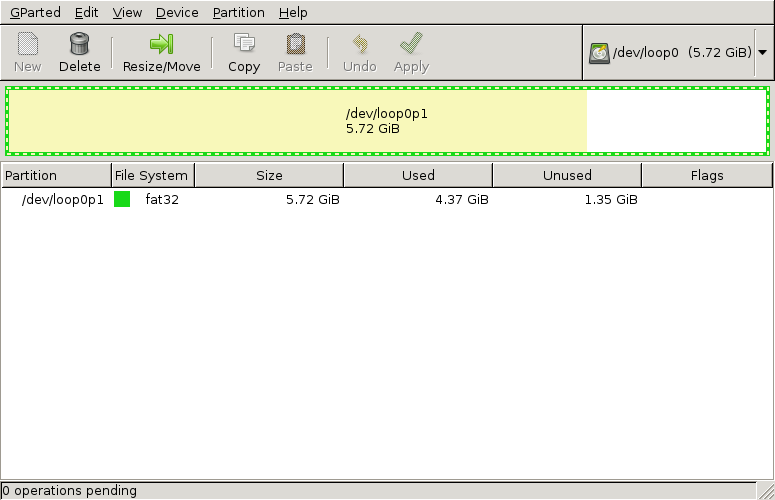 GParted Edit View Device Partition Help
New Delete Resize/Move Copy Paste Undo Apply /dev/loop0 (5.72 GiB)
/dev/loop0p1
5.72 GiB
Partition File System Size Used Unused Flags
/dev/loop0p1 fat32 5.72 GiB 4.37 GiB 1.35 GiB
0 operations pending